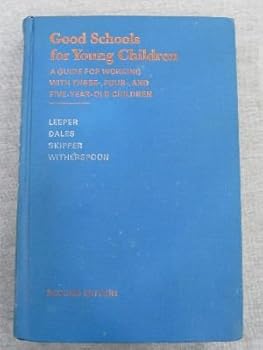 Good Schools
for Young Children
A GUIDE FOR WORKING
WITH THREE-, FOUR-, AND
FIVE-YEAR-OLD CHILDREN
LEEPER
DALES
SKIPPER
WITHERSPOON
SECOND EDITION